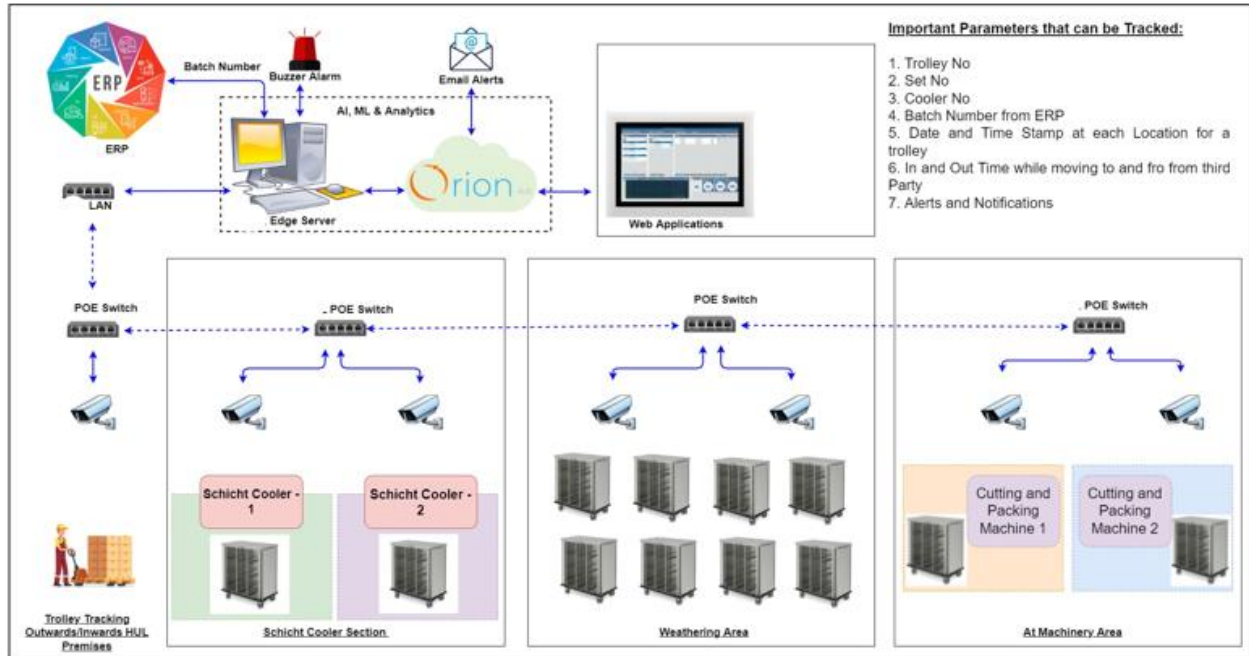 Important Parameters that can be Tracked:
1. Trolley No
2. Set No
3. Cooler No
4. Batch Number from ERP
5. Date and Time Stamp at each Location for a
trolley
6. In and Out Time while moving to and fro from third
Party
7. Alerts and Notifications
ERP
ERP
Batch Number
Buzzer Alarm
Email Alerts
AI, ML & Analytics
Orion
Edge Server
Web Applications
LAN
POE Switch
POE Switch
POE Switch
POE Switch
Schicht Cooler -
1
Schicht Cooler -
2
Cutting and
Packing
Machine 1
Cutting and
Packing
Machine 2
Trolley Tracking
Outwards/Inwards HUL
Premises
Schicht Cooler Section
Weathering Area
At Machinery Area